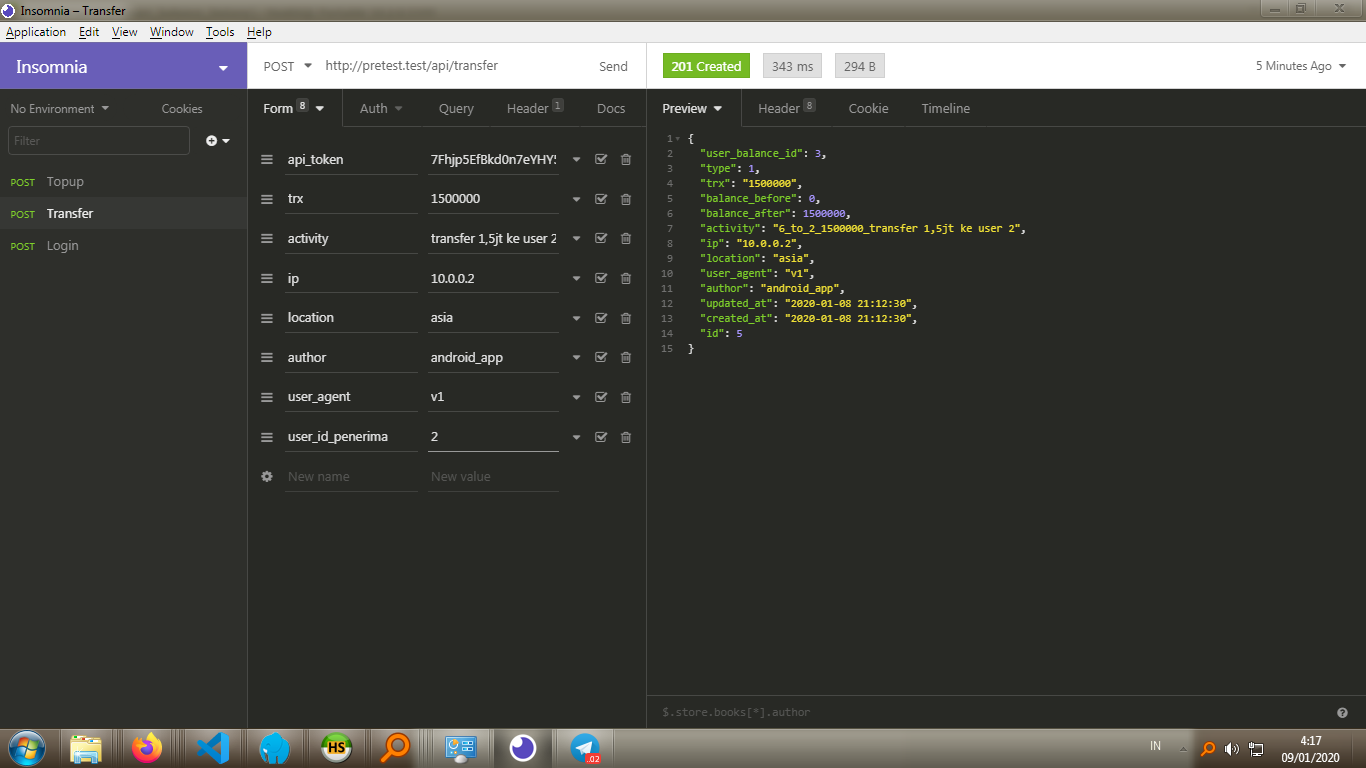 Insomnia – Transfer
Application Edit View Window Tools Help
Insomnia
POST http://pretest.test/api/transfer Send
201 Created 343 ms 294 B 5 Minutes Ago
No Environment Cookies
Form 8 Auth Query Header 1 Docs
Preview Header 8 Cookie Timeline
Filter
POST Topup
POST Transfer
POST Login
api_token 7Fhjp5EfBkd0n7eYHY5
trx 1500000
activity transfer 1,5jt ke user 2
ip 10.0.0.2
location asia
author android_app
user_agent v1
user_id_penerima 2
New name New value
1 {
2 "user_balance_id": 3,
3 "type": 1,
4 "trx": "1500000",
5 "balance_before": 0,
6 "balance_after": 1500000,
7 "activity": "6_to_2_1500000_transfer 1,5jt ke user 2",
8 "ip": "10.0.0.2",
9 "location": "asia",
10 "user_agent": "v1",
11 "author": "android_app",
12 "updated_at": "2020-01-08 21:12:30",
13 "created_at": "2020-01-08 21:12:30",
14 "id": 5
15 }
$.store.books[*].author
HS
.02
IN
4:17
09/01/2020